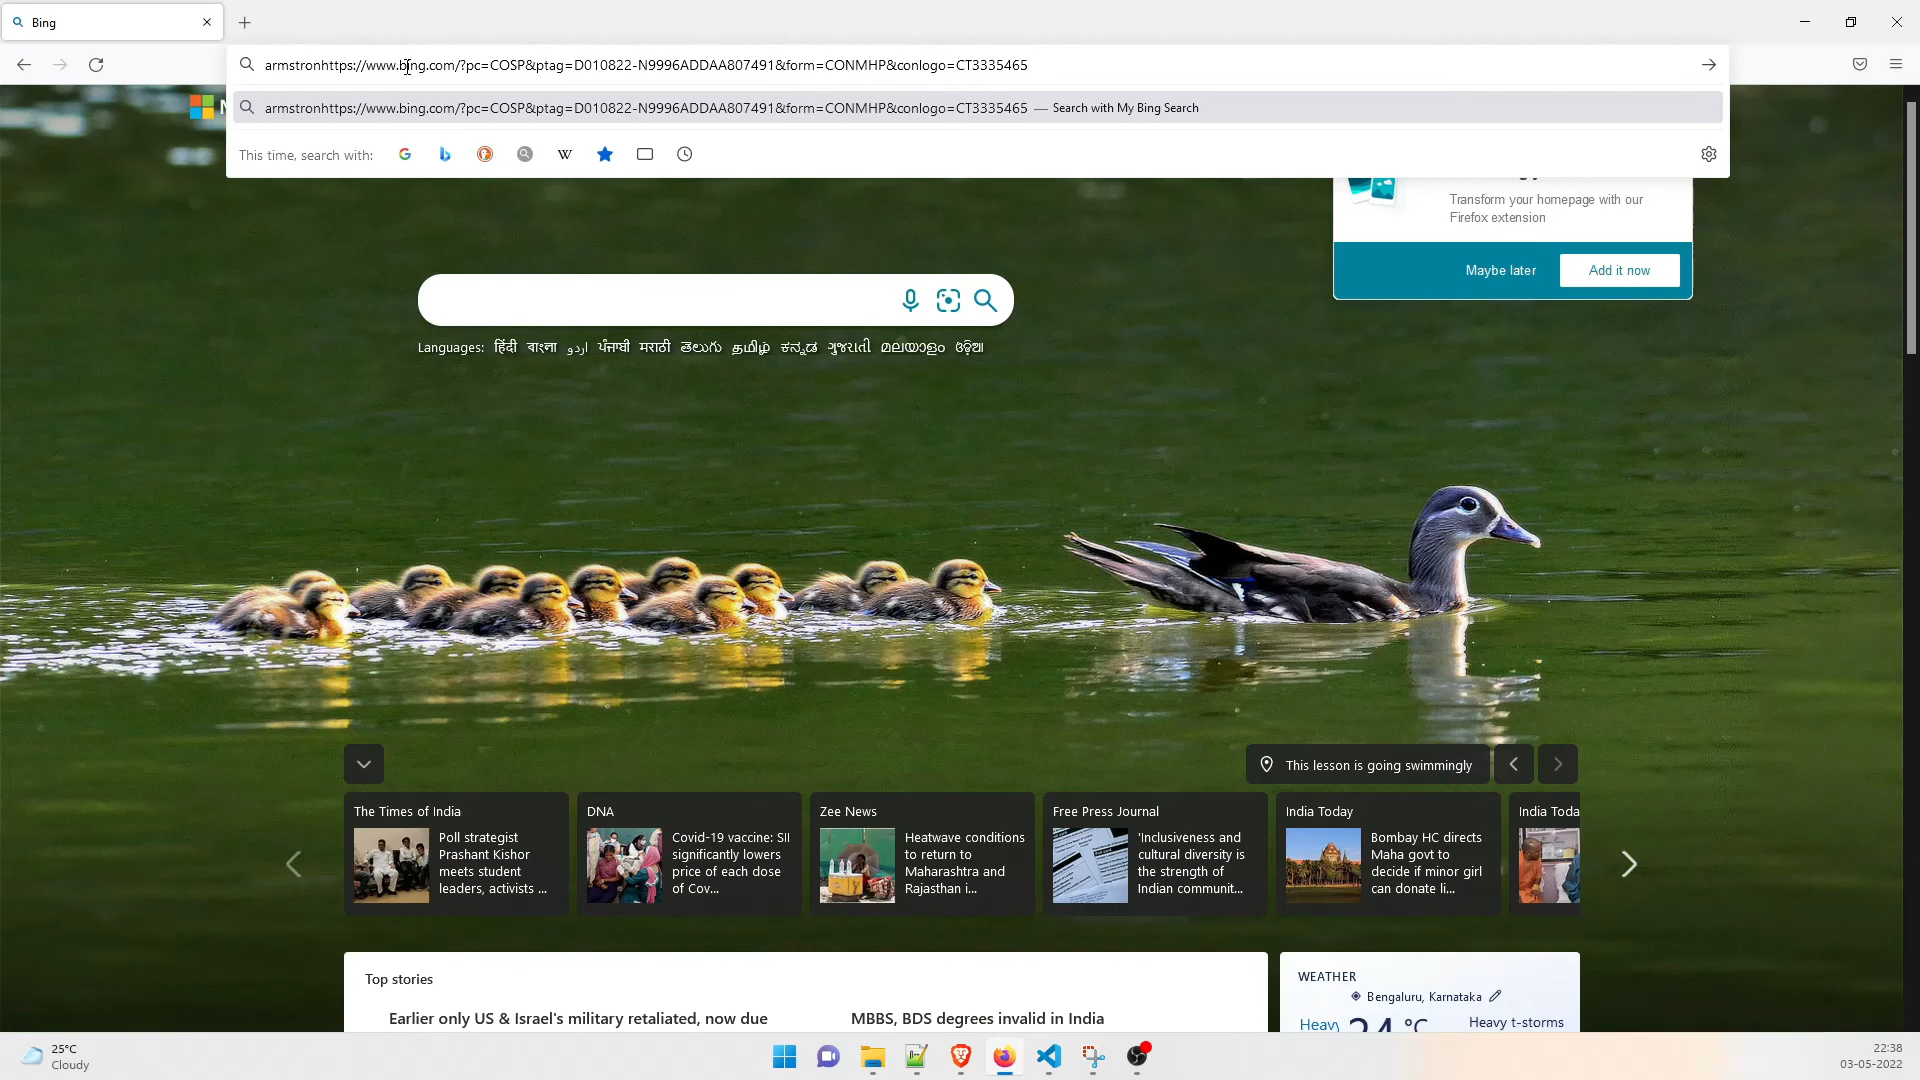 Bing
armstronhttps://www.bing.com/?pc=COSP&ptag=D010822-N9996ADDAA807491&form=CONMHP&conlogo=CT3335465
armstronhttps://www.bing.com/?pc=COSP&ptag=D010822-N9996ADDAA807491&form=CONMHP&conlogo=CT3335465 — Search with My Bing Search
This time, search with:
Transform your homepage with our
Firefox extension
Maybe later
Add it now
Languages: हिंदी বাংলা اردو ਪੰਜਾਬੀ मराठी తెలుగు தமிழ் ಕನ್ನಡ ગુજરાતી മലയാളം ଓଡ଼ିଆ
This lesson is going swimmingly
The Times of India
Poll strategist
Prashant Kishor
meets student
leaders, activists ...
DNA
Covid-19 vaccine: SII
significantly lowers
price of each dose
of Cov...
Zee News
Heatwave conditions
to return to
Maharashtra and
Rajasthan i...
Free Press Journal
'Inclusiveness and
cultural diversity is
the strength of
Indian communit...
India Today
Bombay HC directs
Maha govt to
decide if minor girl
can donate li...
India Toda
Top stories
Earlier only US & Israel's military retaliated, now due
MBBS, BDS degrees invalid in India
WEATHER
Bengaluru, Karnataka
Heavy
24 °C
Heavy t-storms
25°C
Cloudy
22:38
03-05-2022